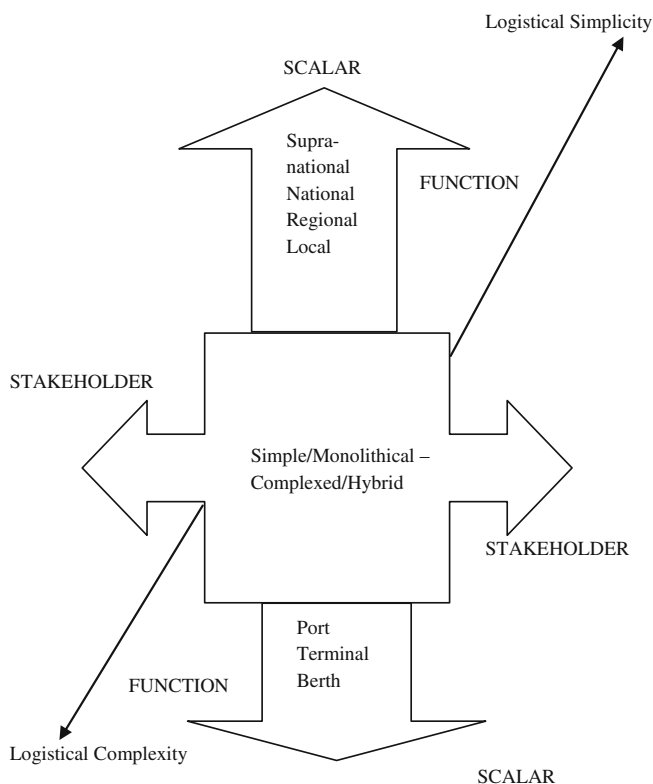 Logistical Simplicity
SCALAR
Supra-
national
National
Regional
Local
FUNCTION
STAKEHOLDER
Simple/Monolithical –
Complexed/Hybrid
STAKEHOLDER
Port
Terminal
Berth
FUNCTION
Logistical Complexity
SCALAR